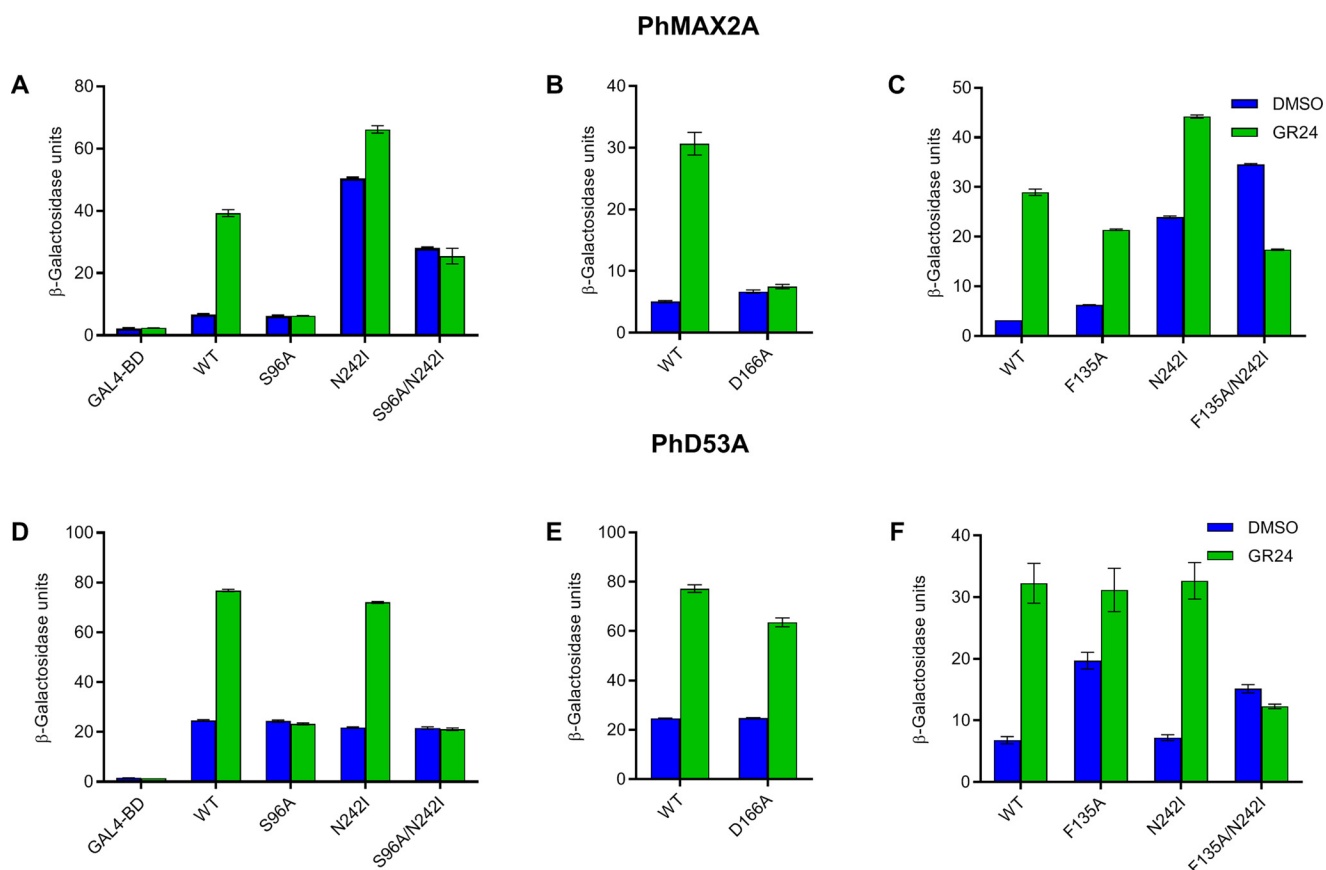 PhMAX2A
A
β-Galactosidase units
80
60
40
20
0
GAL4-BD
WT
S96A
N242I
S96A/N242I
B
β-Galactosidase units
40
30
20
10
0
WT
D166A
C
β-Galactosidase units
50
40
30
20
10
0
WT
F135A
N242I
F135A/N242I
DMSO
GR24
PhD53A
D
β-Galactosidase units
100
80
60
40
20
0
GAL4-BD
WT
S96A
N242I
S96A/N242I
E
β-Galactosidase units
100
80
60
40
20
0
WT
D166A
F
β-Galactosidase units
40
30
20
10
0
WT
F135A
N242I
F135A/N242I
DMSO
GR24